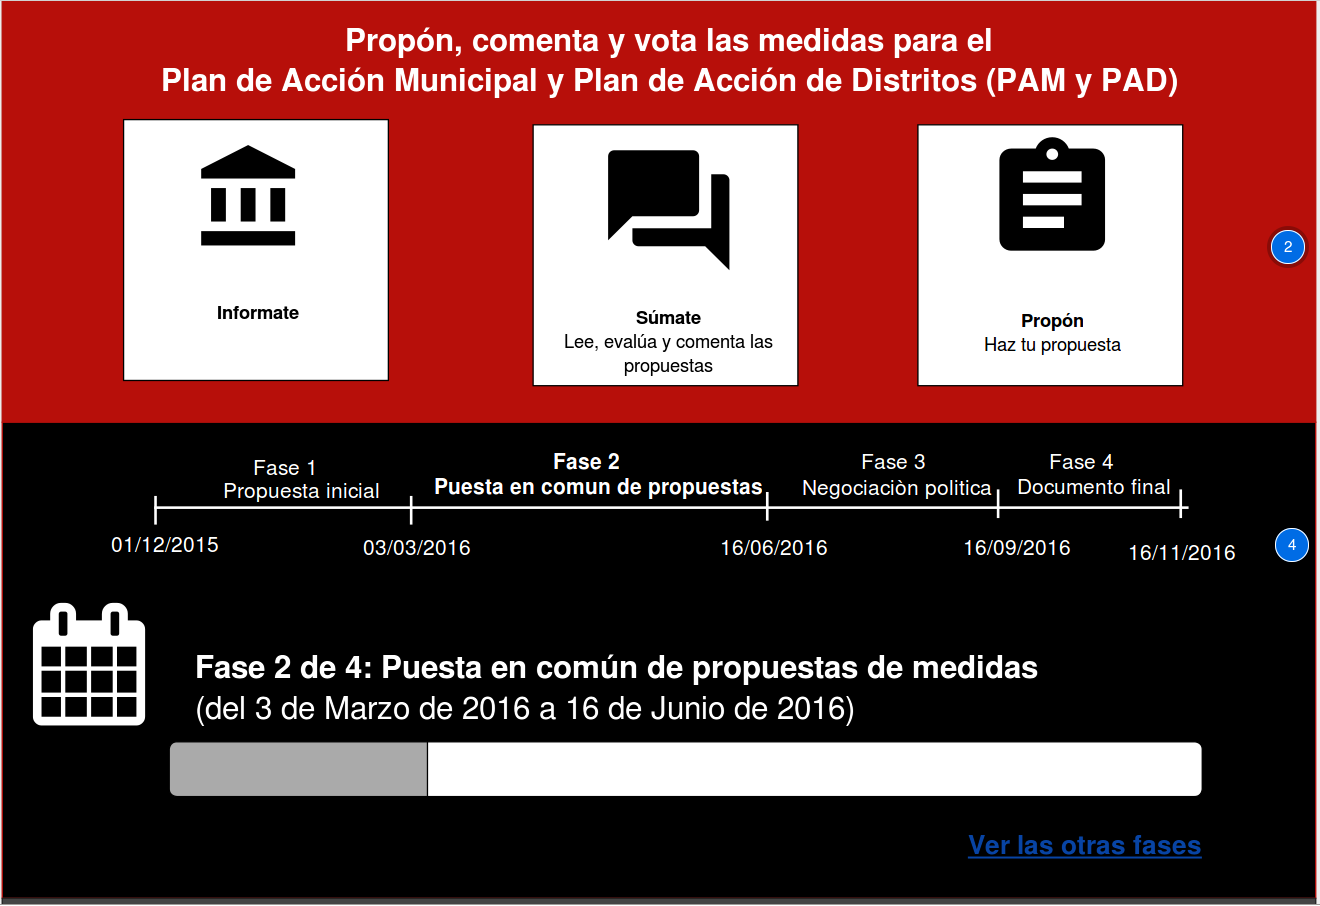 Propón, comenta y vota las medidas para el
Plan de Acción Municipal y Plan de Acción de Distritos (PAM y PAD)
Informate
Súmate
Lee, evalúa y comenta las
propuestas
Propón
Haz tu propuesta
2
Fase 1
Propuesta inicial
Fase 2
Puesta en comun de propuestas
Fase 3
Negociaciòn politica
Fase 4
Documento final
01/12/2015
03/03/2016
16/06/2016
16/09/2016
16/11/2016
4
Fase 2 de 4: Puesta en común de propuestas de medidas
(del 3 de Marzo de 2016 a 16 de Junio de 2016)
Ver las otras fases